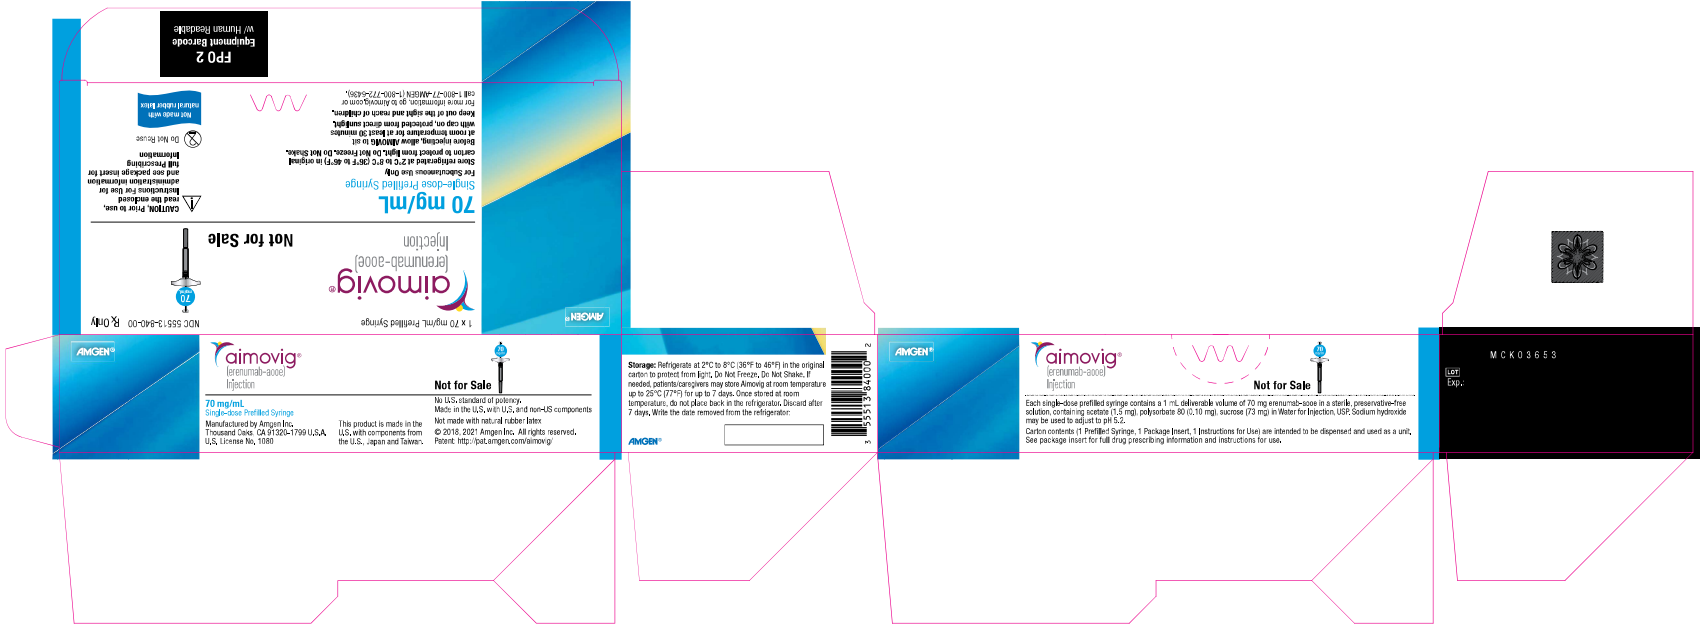 FPO 2
Equipment Barcode
w/ Human Readable
1 x 70 mg/mL Prefilled Syringe
NDC 55513-840-00
Rx Only
aimovig®
(erenumab-aooe)
Injection
70
mg/mL
Not for Sale
70 mg/mL
Single-dose Prefilled Syringe
For Subcutaneous Use Only
Store refrigerated at 2°C to 8°C (36°F to 46°F) in original
carton to protect from light. Do Not Freeze. Do Not Shake.
Before injecting, allow AIMOVIG to sit
at room temperature for at least 30 minutes
with cap on, protected from direct sunlight.
Keep out of the sight and reach of children.
For more information, go to Aimovig.com or
call 1-800-77-AMGEN (1-800-772-6436).
CAUTION, Prior to use,
read the enclosed
Instructions For Use for
administration information
and see package insert for
full Prescribing
Information
Do Not Reuse
Not made with
natural rubber latex
AMGEN®
AMGEN®
aimovig®
(erenumab-aooe)
Injection
70
Not for Sale
70 mg/mL
Single-dose Prefilled Syringe
Manufactured by Amgen Inc.
Thousand Oaks, CA 91320-1799 U.S.A.
U.S. License No. 1080
This product is made in the
U.S. with components from
the U.S., Japan and Taiwan.
No U.S. standard of potency.
Made in the U.S. with U.S. and non-US components
Not made with natural rubber latex
© 2018, 2021 Amgen Inc. All rights reserved.
Patent: http://pat.amgen.com/aimovig/
Storage: Refrigerate at 2°C to 8°C (36°F to 46°F) in the original
carton to protect from light. Do Not Freeze. Do Not Shake. If
needed, patients/caregivers may store Aimovig at room temperature
up to 25°C (77°F) for up to 7 days. Once stored at room
temperature, do not place back in the refrigerator. Discard after
7 days. Write the date removed from the refrigerator:
AMGEN®
3 55513 84000 2
AMGEN®
aimovig®
(erenumab-aooe)
Injection
70
Not for Sale
Each single-dose prefilled syringe contains a 1 mL deliverable volume of 70 mg erenumab-aooe in a sterile, preservative-free
solution, containing acetate (1.5 mg), polysorbate 80 (0.10 mg), sucrose (73 mg) in Water for Injection, USP. Sodium hydroxide
may be used to adjust to pH 5.2.
Carton contents (1 Prefilled Syringe, 1 Package Insert, 1 Instructions for Use) are intended to be dispensed and used as a unit.
See package insert for full drug prescribing information and instructions for use.
MCK03653
LOT
Exp.: